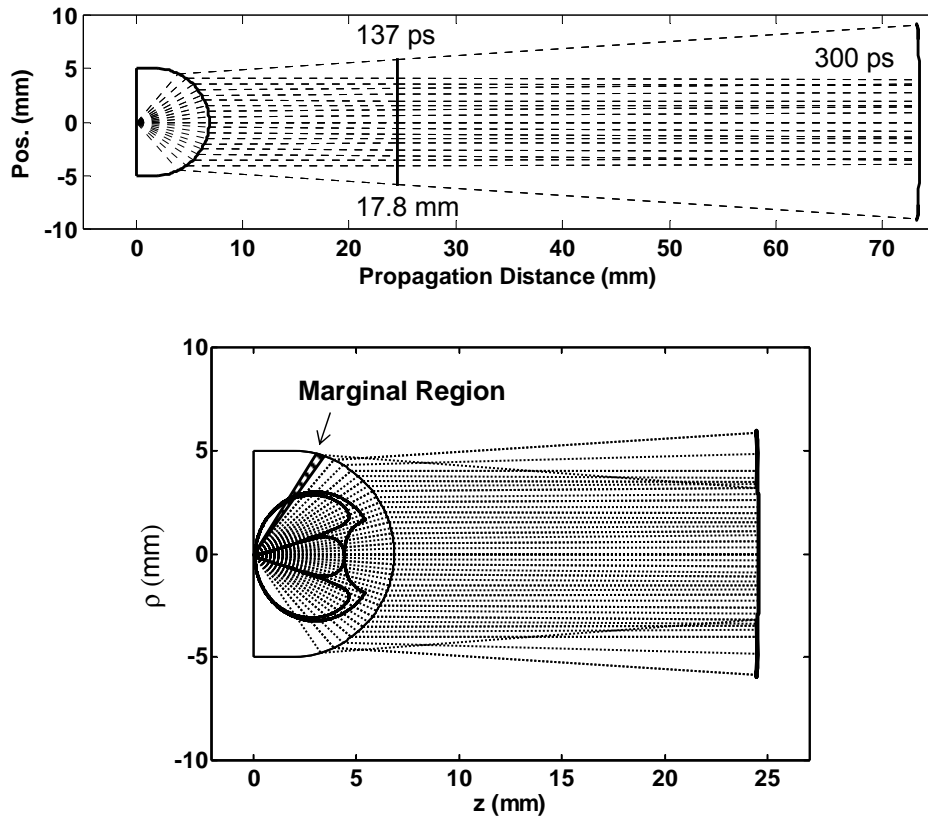 10
137 ps
300 ps
5
0
-5
17.8 mm
-10
Pos. (mm)
0 10 20 30 40 50 60 70
Propagation Distance (mm)
10
Marginal Region
5
0
-5
-10
ρ (mm)
0 5 10 15 20 25
z (mm)